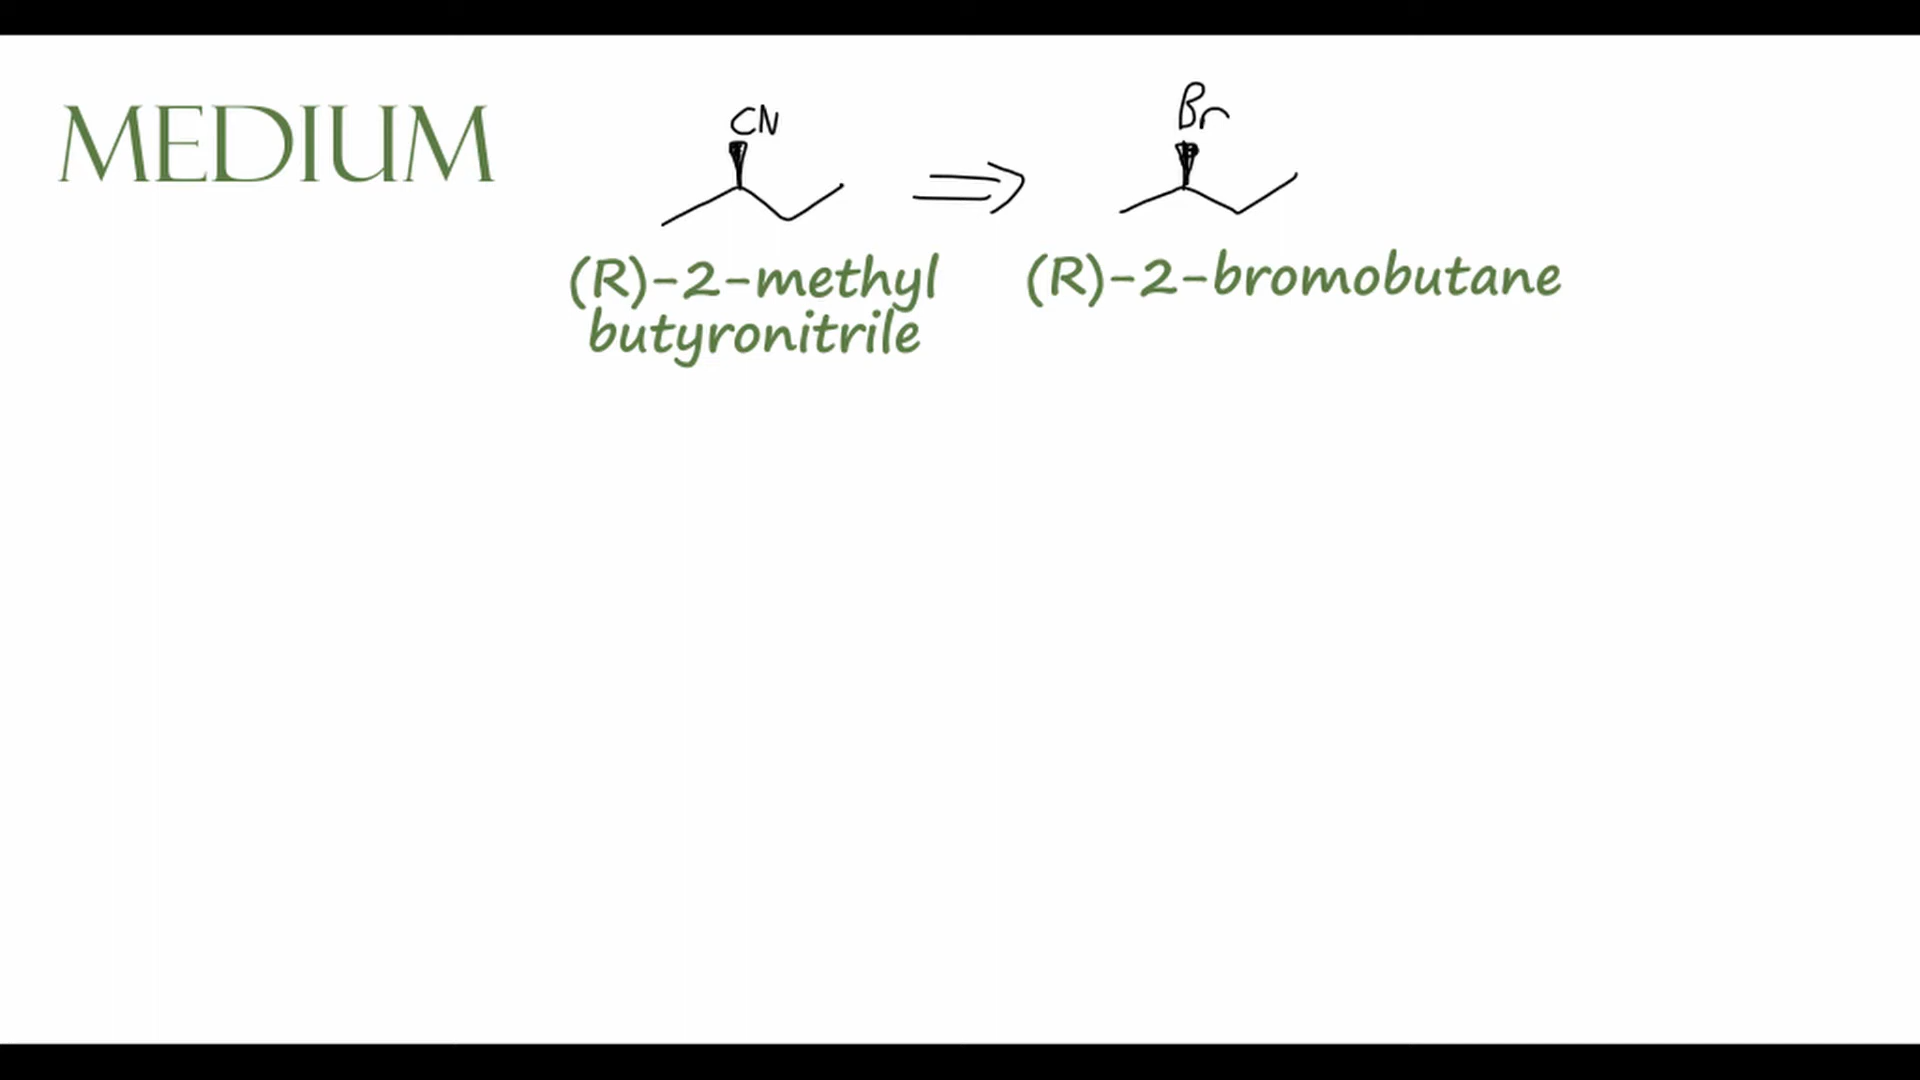 MEDIUM
CN
Br
(R)-2-methyl
butyronitrile
(R)-2-bromobutane